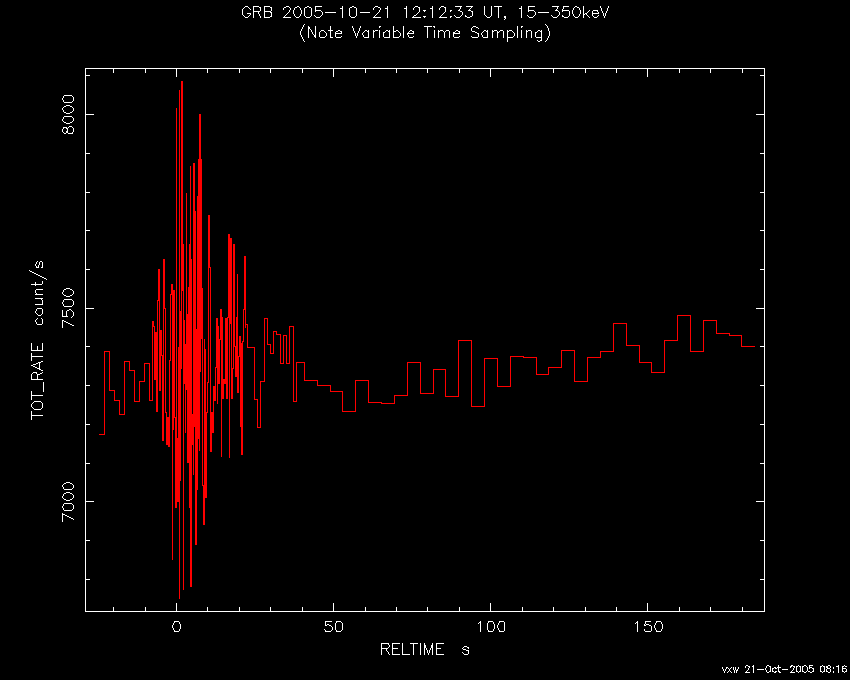 GRB 2005-10-21 12:12:33 UT, 15-350keV
(Note Variable Time Sampling)
8000
7500
7000
TOT_RATE count/s
0 50 100 150
RELTIME s
vxw 21-Oct-2005 08:16